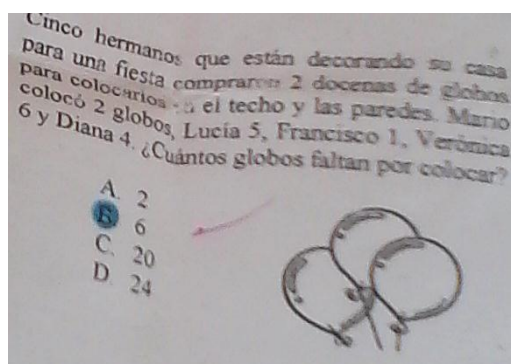 Cinco hermanos que están decorando su casa
para una fiesta compraron 2 docenas de globos
para colocarlos en el techo y las paredes. Mario
colocó 2 globos, Lucía 5, Francisco 1, Verónica
6 y Diana 4. ¿Cuántos globos faltan por colocar?
A. 2
B. 6
C. 20
D. 24